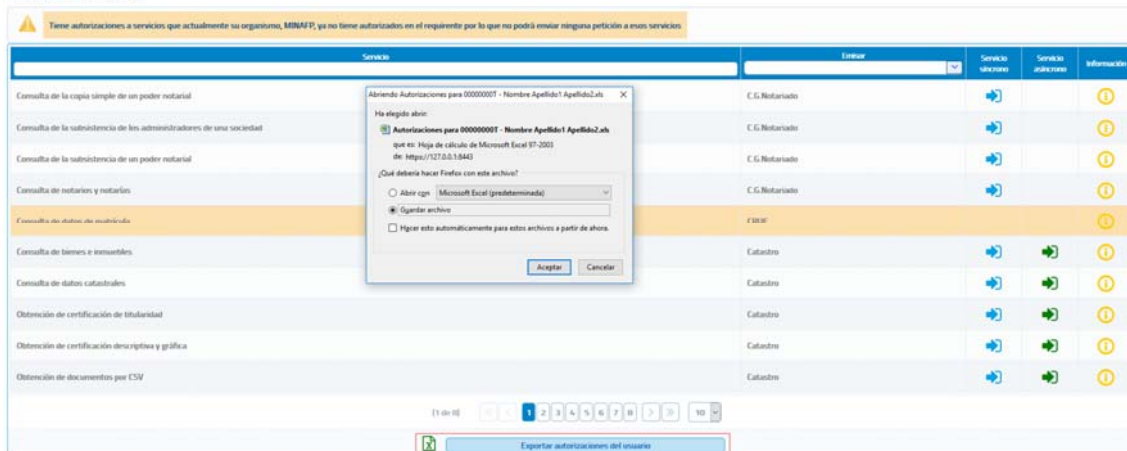 Tiene autorizaciones a servicios que actualmente su organismo, MINAFP, ya no tiene autorizados en el requirente por lo que no podrá enviar ninguna petición a esos servicios
Servicio Emisor Servicio síncrono Servicio asíncrono Información
Consulta de la copia simple de un poder notarial C.G.Notariado
Consulta de la subsistencia de los administradores de una sociedad C.G.Notariado
Consulta de la subsistencia de un poder notarial C.G.Notariado
Consulta de notarios y notarías C.G.Notariado
Consulta de datos de matrícula CRUE
Consulta de bienes e inmuebles Catastro
Consulta de datos catastrales Catastro
Obtención de certificación de titularidad Catastro
Obtención de certificación descriptiva y gráfica Catastro
Obtención de documentos por CSV Catastro
Abriendo Autorizaciones para 00000000T - Nombre Apellido1 Apellido2.xls
Ha elegido abrir:
Autorizaciones para 00000000T - Nombre Apellido1 Apellido2.xls
que es: Hoja de cálculo de Microsoft Excel 97-2003
de: https://127.0.0.1:8443
¿Qué debería hacer Firefox con este archivo?
Abrir con Microsoft Excel (predeterminada)
Guardar archivo
Hacer esto automáticamente para estos archivos a partir de ahora.
Aceptar Cancelar
(1 de 8) 1 2 3 4 5 6 7 8 10
Exportar autorizaciones del usuario